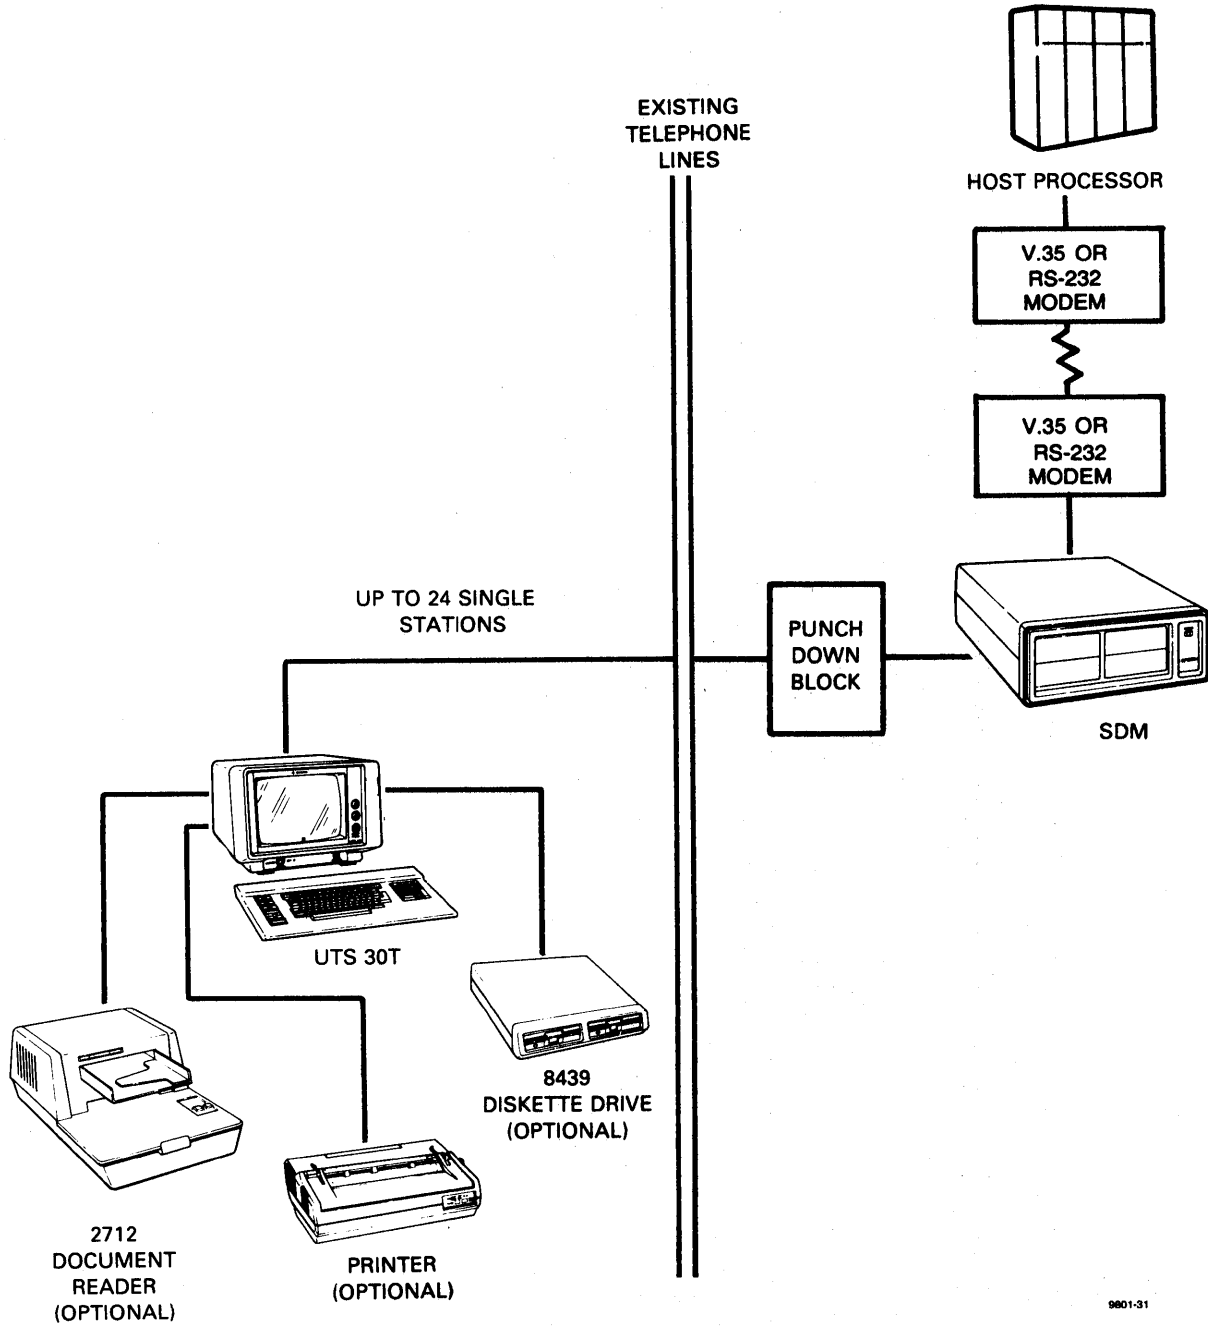 EXISTING
TELEPHONE
LINES
HOST PROCESSOR
V.35 OR
RS-232
MODEM
V.35 OR
RS-232
MODEM
UP TO 24 SINGLE
STATIONS
PUNCH
DOWN
BLOCK
SDM
UTS 30T
8439
DISKETTE DRIVE
(OPTIONAL)
2712
DOCUMENT
READER
(OPTIONAL)
PRINTER
(OPTIONAL)
9801-31